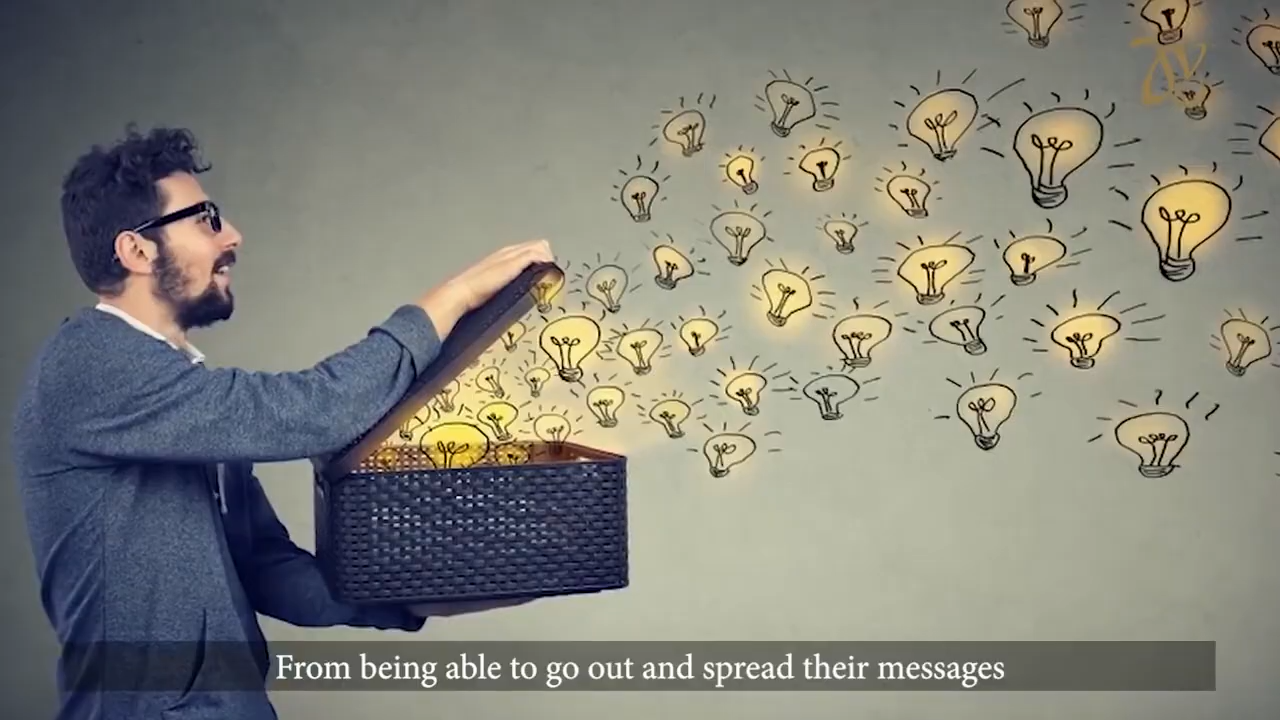 From being able to go out and spread their messages